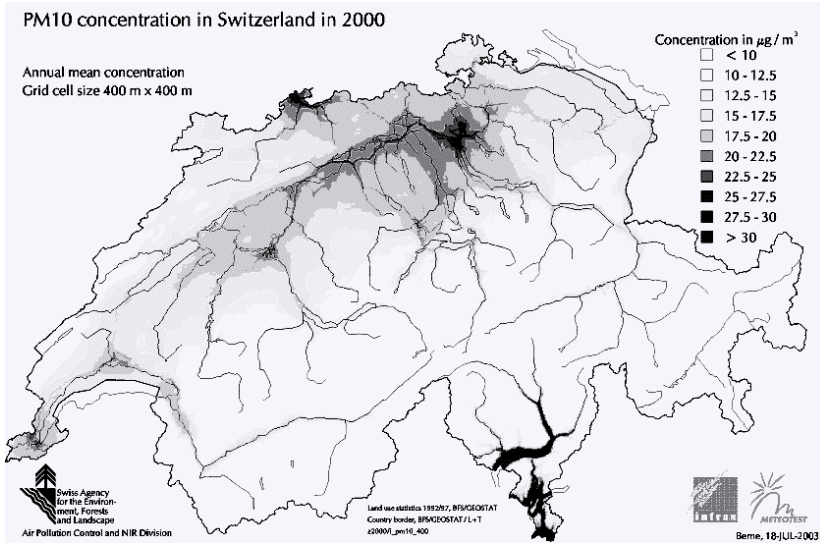 PM10 concentration in Switzerland in 2000
Annual mean concentration
Grid cell size 400 m x 400 m
Concentration in µg / m³
< 10
10 - 12.5
12.5 - 15
15 - 17.5
17.5 - 20
20 - 22.5
22.5 - 25
25 - 27.5
27.5 - 30
> 30
Swiss Agency
for the Environ-
ment, Forests
and Landscape
Air Pollution Control and NIR Division
Land use statistics 1992/97, BFS/GEOSTAT
Country border, BFS/GEOSTAT / L+T
z2000/i_pm10_400
infras
METEOTEST
Berne, 18-JUL-2003